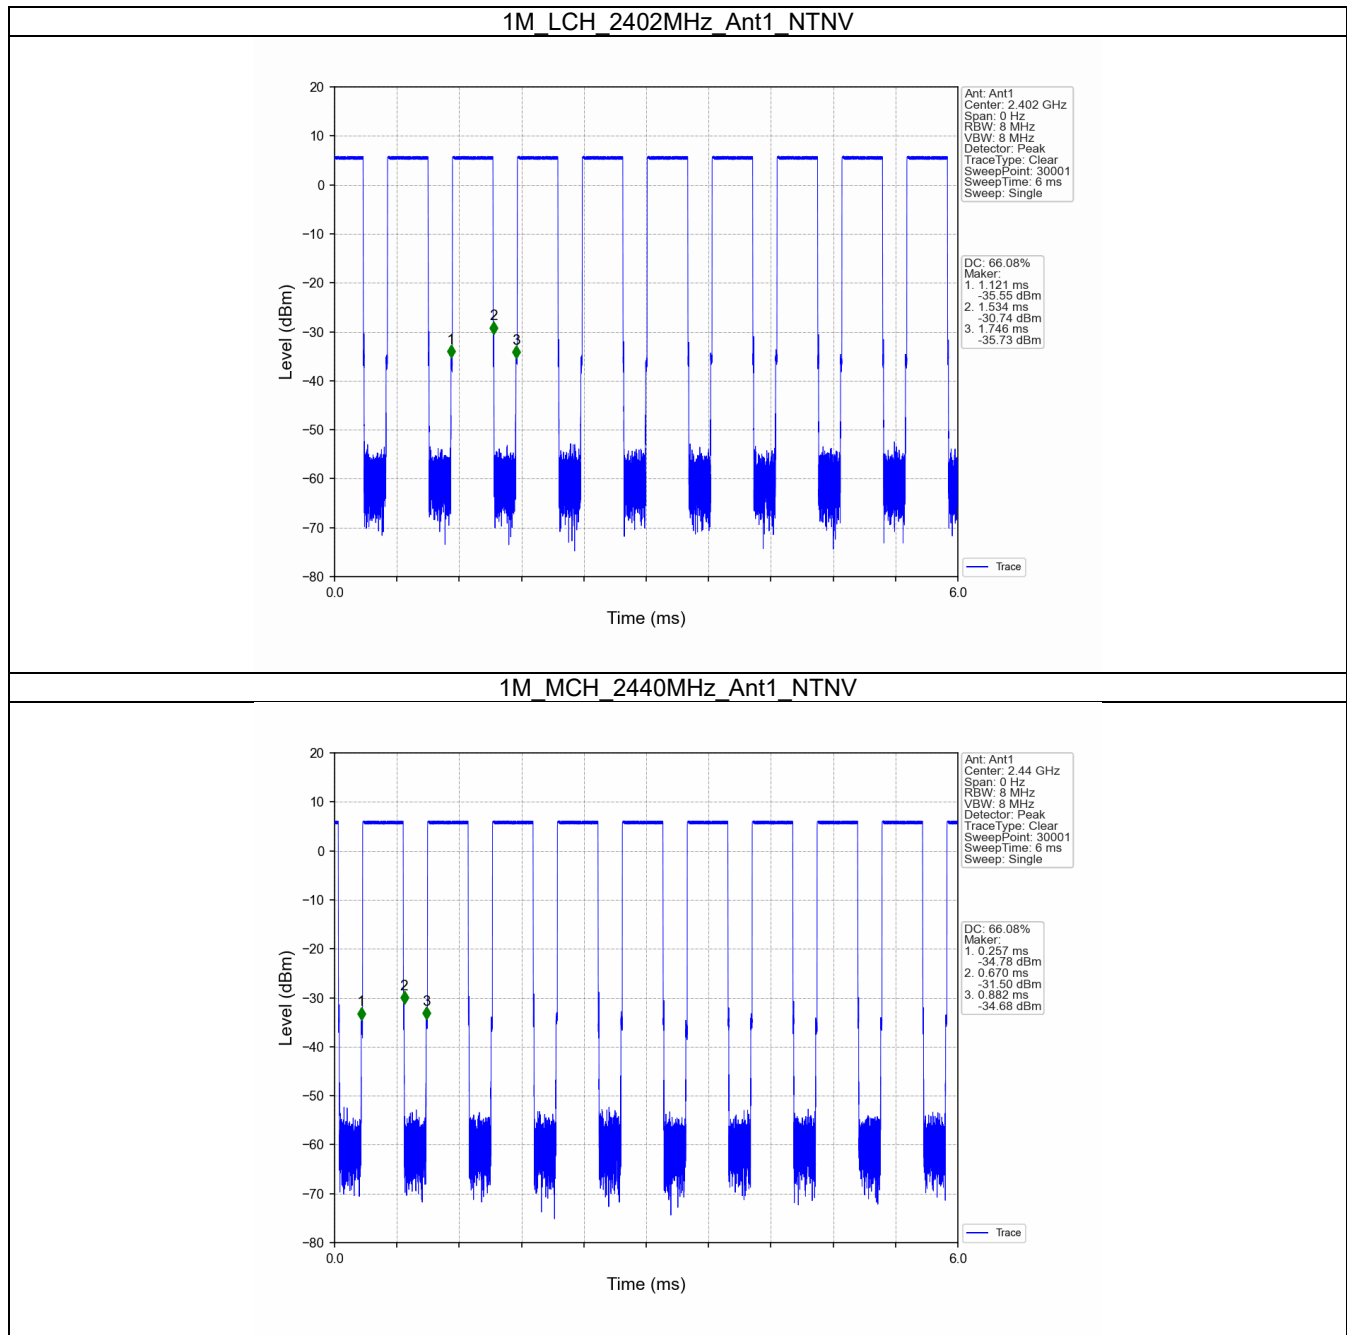 1M_LCH_2402MHz_Ant1_NTNV
20
10
0
−10
−20
−30
−40
−50
−60
−70
−80
Level (dBm)
0.0
6.0
Time (ms)
1
2
3
Ant: Ant1
Center: 2.402 GHz
Span: 0 Hz
RBW: 8 MHz
VBW: 8 MHz
Detector: Peak
TraceType: Clear
SweepPoint: 30001
SweepTime: 6 ms
Sweep: Single
DC: 66.08%
Maker:
1. 1.121 ms
-35.55 dBm
2. 1.534 ms
-30.74 dBm
3. 1.746 ms
-35.73 dBm
Trace
1M_MCH_2440MHz_Ant1_NTNV
20
10
0
−10
−20
−30
−40
−50
−60
−70
−80
Level (dBm)
0.0
6.0
Time (ms)
1
2
3
Ant: Ant1
Center: 2.44 GHz
Span: 0 Hz
RBW: 8 MHz
VBW: 8 MHz
Detector: Peak
TraceType: Clear
SweepPoint: 30001
SweepTime: 6 ms
Sweep: Single
DC: 66.08%
Maker:
1. 0.257 ms
-34.78 dBm
2. 0.670 ms
-31.50 dBm
3. 0.882 ms
-34.68 dBm
Trace